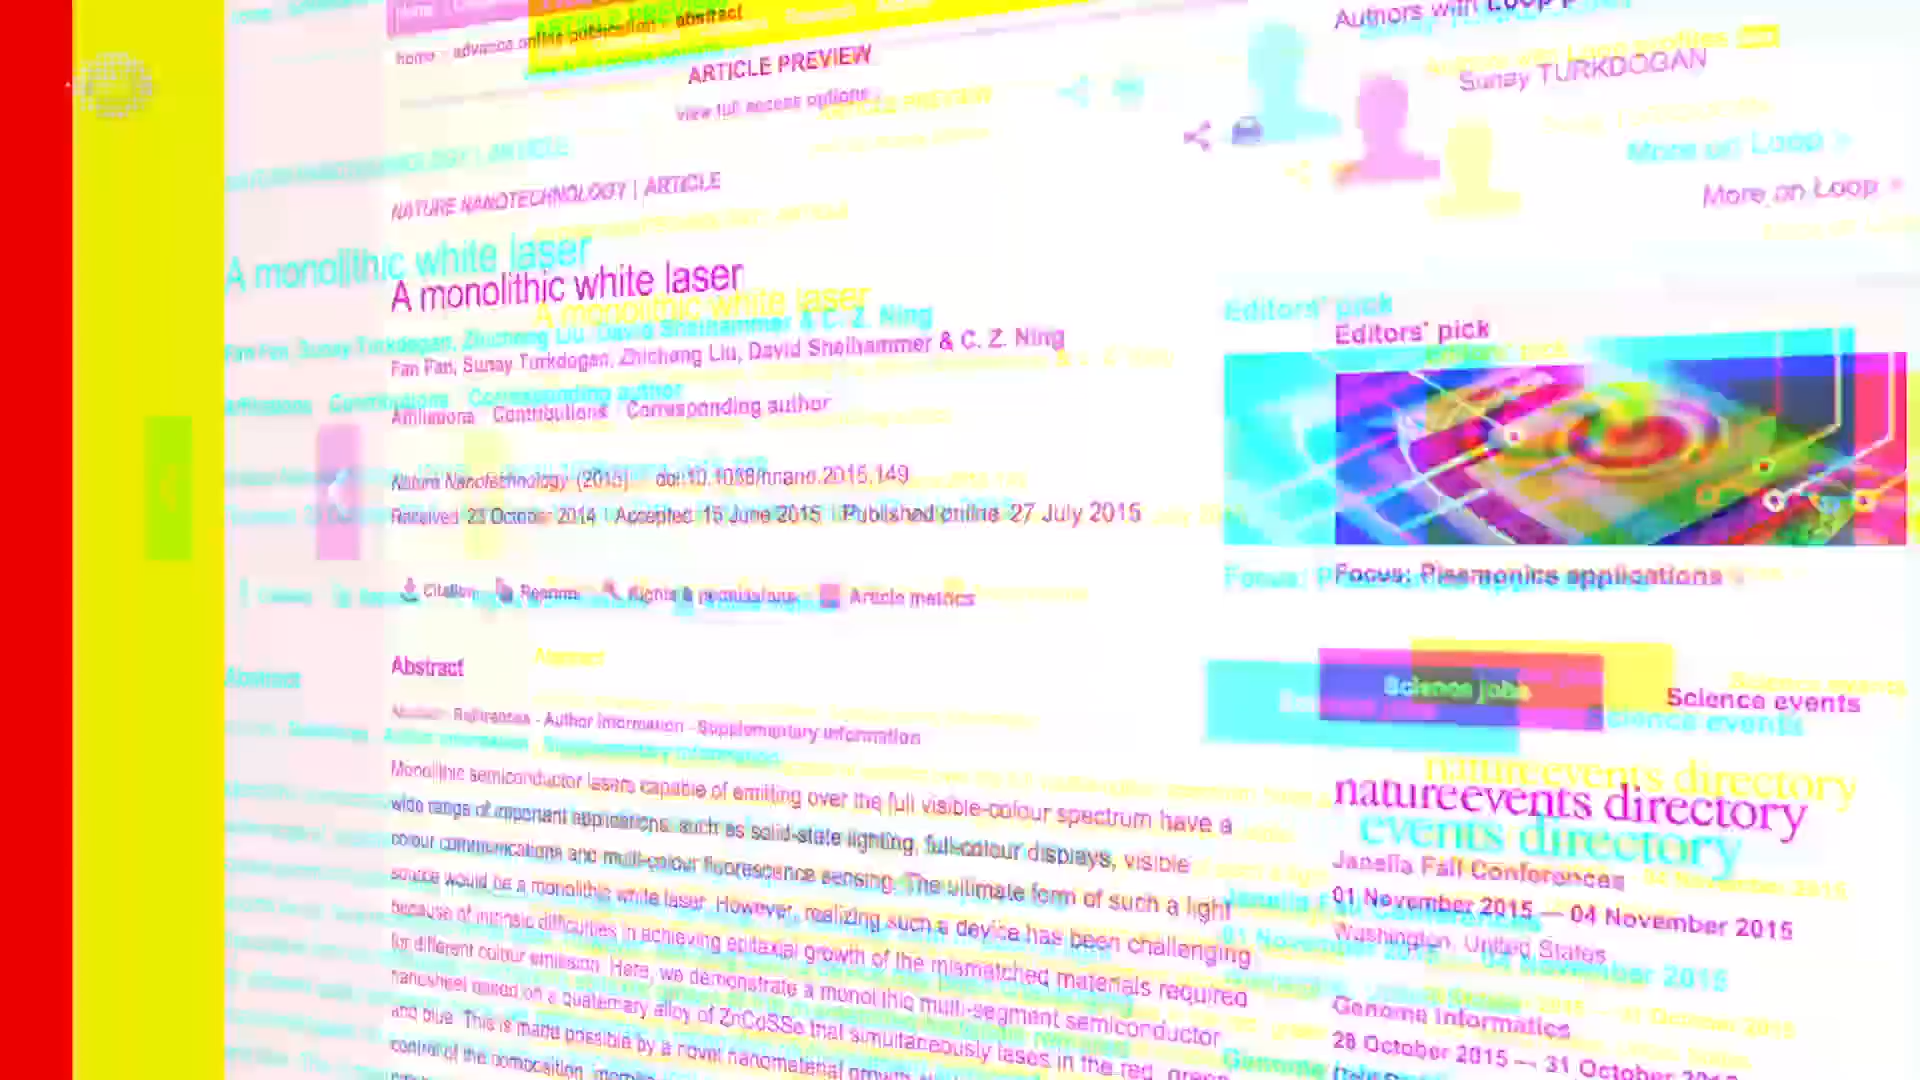 home advance online publication abstract
ARTICLE PREVIEW
view full access options
NATURE NANOTECHNOLOGY | ARTICLE
A monolithic white laser
Fan Fan, Sunay Turkdogan, Zhicheng Liu, David Shelhammer & C. Z. Ning
Affiliations Contributions Corresponding author
Nature Nanotechnology (2015) doi:10.1038/nnano.2015.149
Received 23 October 2014 | Accepted 15 June 2015 | Published online 27 July 2015
Citation Reprints Rights & permissions Article metrics
Abstract
Abstract · References · Author information · Supplementary information
Monolithic semiconductor lasers capable of emitting over the full visible-colour spectrum have a
wide range of important applications, such as solid-state lighting, full-colour displays, visible
colour communications and multi-colour fluorescence sensing. The ultimate form of such a light
source would be a monolithic white laser. However, realizing such a device has been challenging
because of intrinsic difficulties in achieving epitaxial growth of the mismatched materials required
for different colour emission. Here, we demonstrate a monolithic multi-segment semiconductor
nanosheet based on a quaternary alloy of ZnCdSSe that simultaneously lases in the red, green
and blue. This is made possible by a novel nanomaterial growth
control of the composition
Authors with Loop
Sunay TURKDOGAN
More on Loop
Editors' pick
Focus: Plasmonics applications
Science jobs
Science events
natureevents directory
Janelia Fall Conferences
01 November 2015 — 04 November 2015
Washington, United States
Genome Informatics
28 October 2015 — 31 October